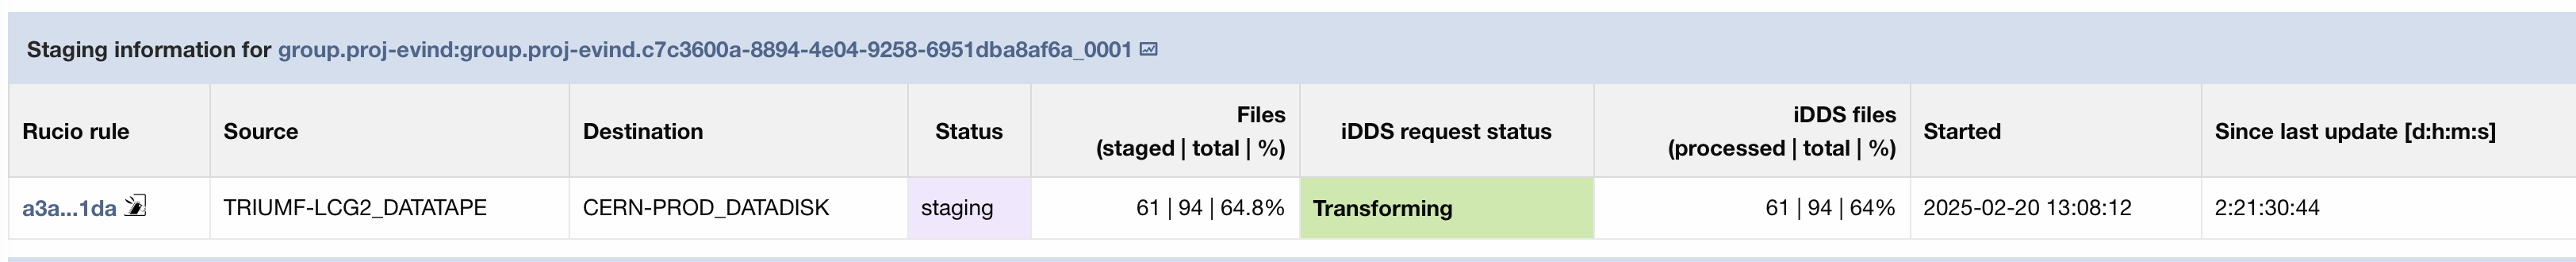 Staging information for group.proj-evind:group.proj-evind.c7c3600a-8894-4e04-9258-6951dba8af6a_0001
Rucio rule Source Destination Status Files (staged | total | %) iDDS request status iDDS files (processed | total | %) Started Since last update [d:h:m:s]
a3a...1da TRIUMF-LCG2_DATATAPE CERN-PROD_DATADISK staging 61 | 94 | 64.8% Transforming 61 | 94 | 64% 2025-02-20 13:08:12 2:21:30:44